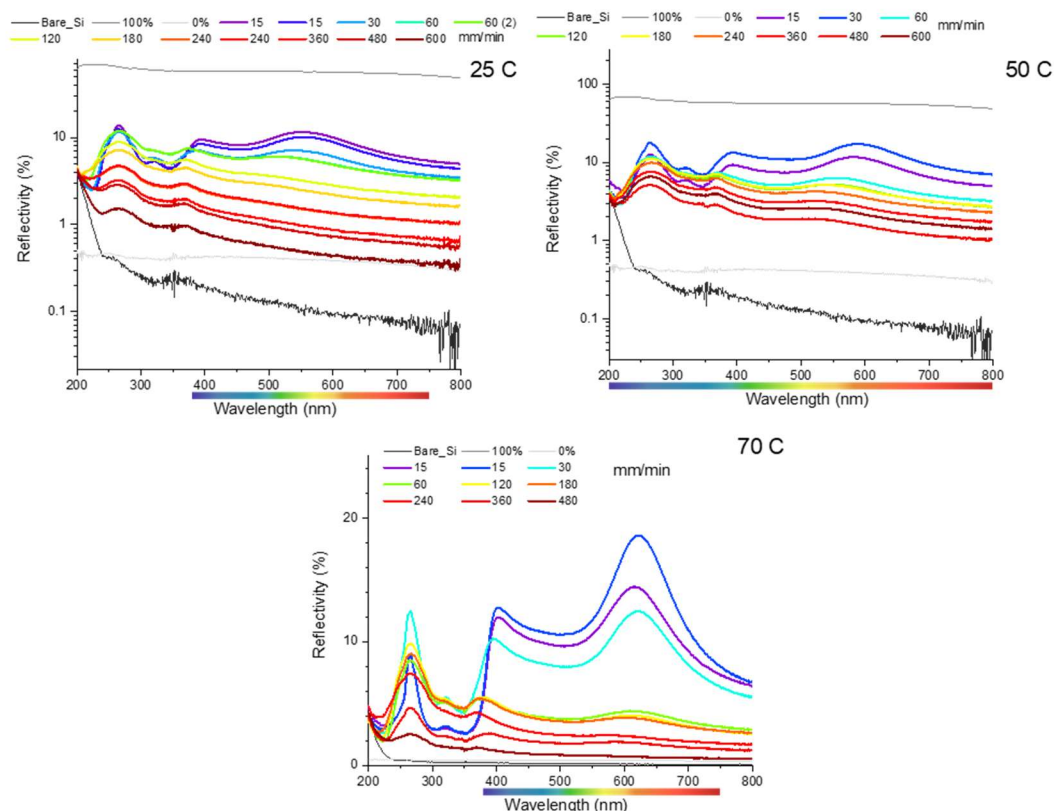 Bare_Si 100% 0% 15 15 30 60 60 (2)
120 180 240 240 360 480 600 mm/min
25 C
10
1
0.1
Reflectivity (%)
200 300 400 500 600 700 800
Wavelength (nm)
Bare_Si 100% 0% 15 30 60
120 180 240 360 480 600 mm/min
50 C
100
10
1
0.1
Reflectivity (%)
200 300 400 500 600 700 800
Wavelength (nm)
70 C
Bare_Si 100% 0%
15 15 30 mm/min
60 120 180
240 360 480
20
10
0
Reflectivity (%)
200 300 400 500 600 700 800
Wavelength (nm)